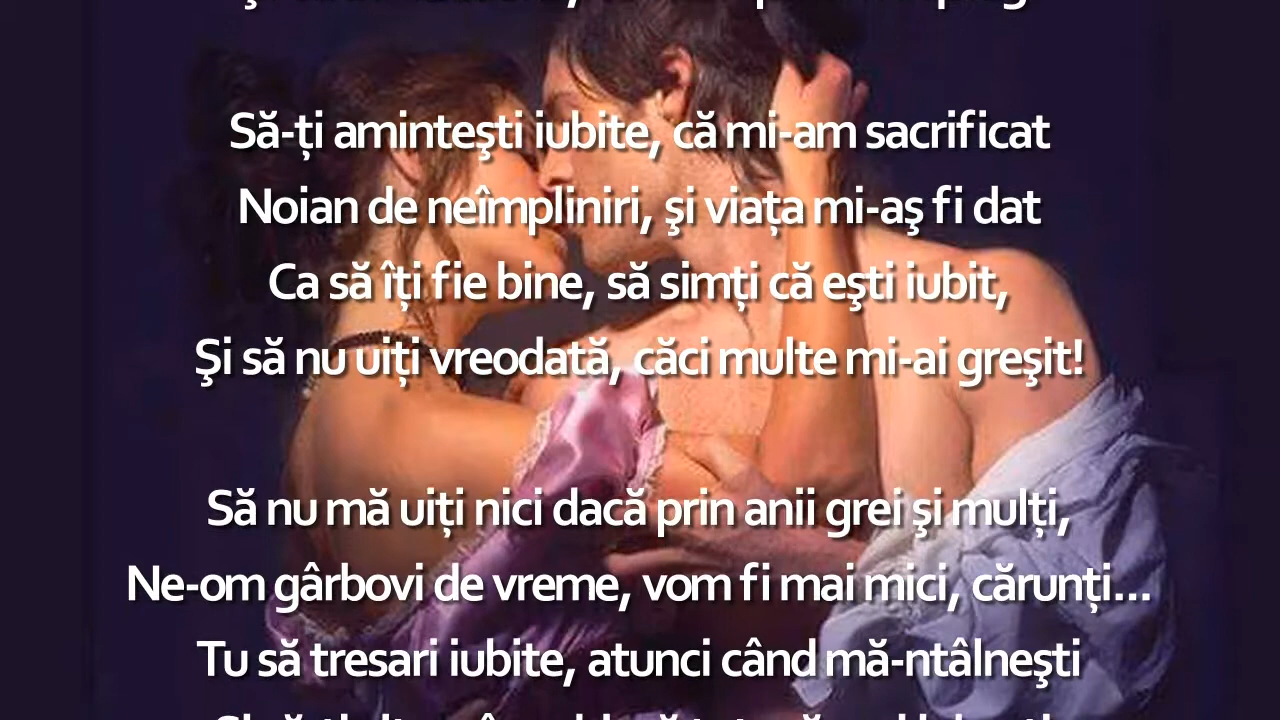 Să-ți aminteşti iubite, că mi-am sacrificat
Noian de neîmpliniri, şi viața mi-aş fi dat
Ca să îți fie bine, să simți că eşti iubit,
Şi să nu uiți vreodată, căci multe mi-ai greşit!
Să nu mă uiți nici dacă prin anii grei şi mulți,
Ne-om gârbovi de vreme, vom fi mai mici, cărunți...
Tu să tresari iubite, atunci când mă-ntâlneşti